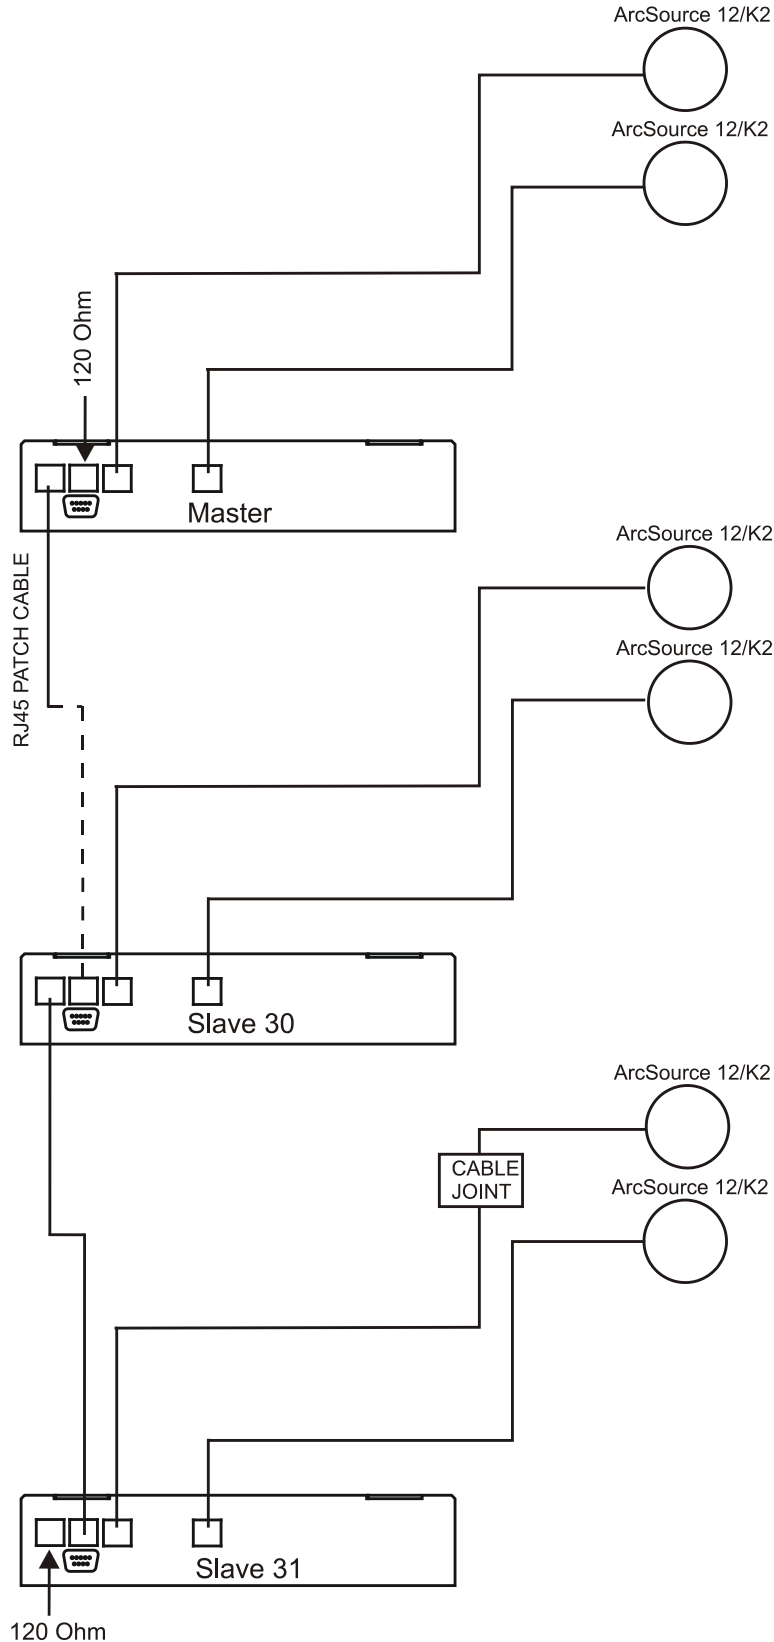 ArcSource 12/K2
ArcSource 12/K2
120 Ohm
Master
RJ45 PATCH CABLE
ArcSource 12/K2
ArcSource 12/K2
Slave 30
ArcSource 12/K2
CABLE
JOINT
ArcSource 12/K2
Slave 31
120 Ohm